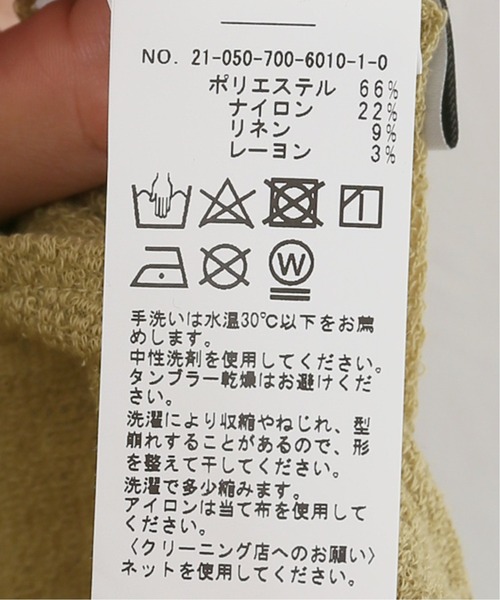 NO. 21-050-700-6010-1-0
ポリエステル 66%
ナイロン 22%
リネン 9%
レーヨン 3%
W
手洗いは水温30℃以下をお薦
めします。
中性洗剤を使用してください。
タンブラー乾燥はお避けくだ
さい。
洗濯により収縮やねじれ、型
崩れすることがあるので、形
を整えて干してください。
洗濯で多少縮みます。
アイロンは当て布を使用して
ください。
〈クリーニング店へのお願い〉
ネットを使用してください。